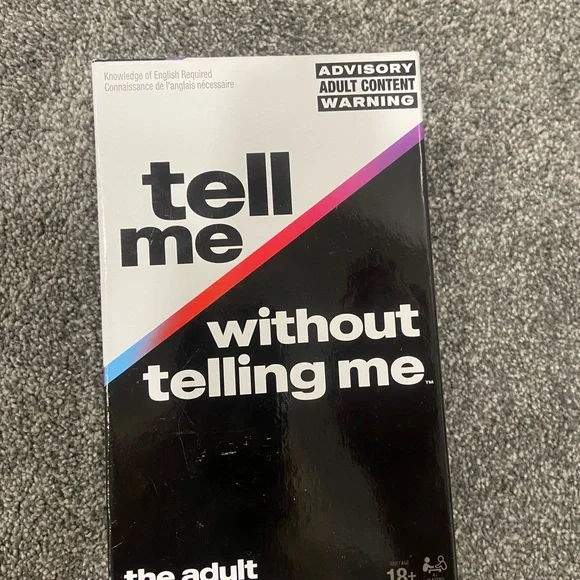 Knowledge of English Required
Connaissance de l'anglais nécessaire
ADVISORY
ADULT CONTENT
WARNING
tell
me
without
telling me™
the adult
18+